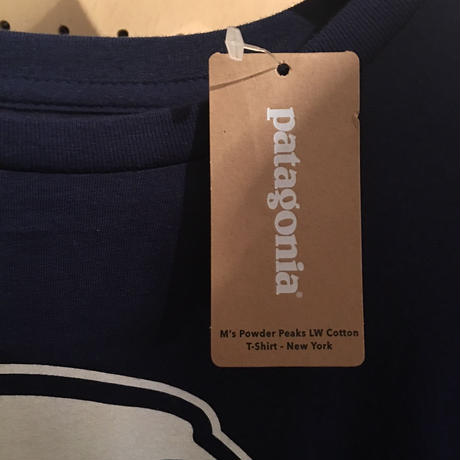 patagonia®
M's Powder Peaks LW Cotton
T-Shirt - New York